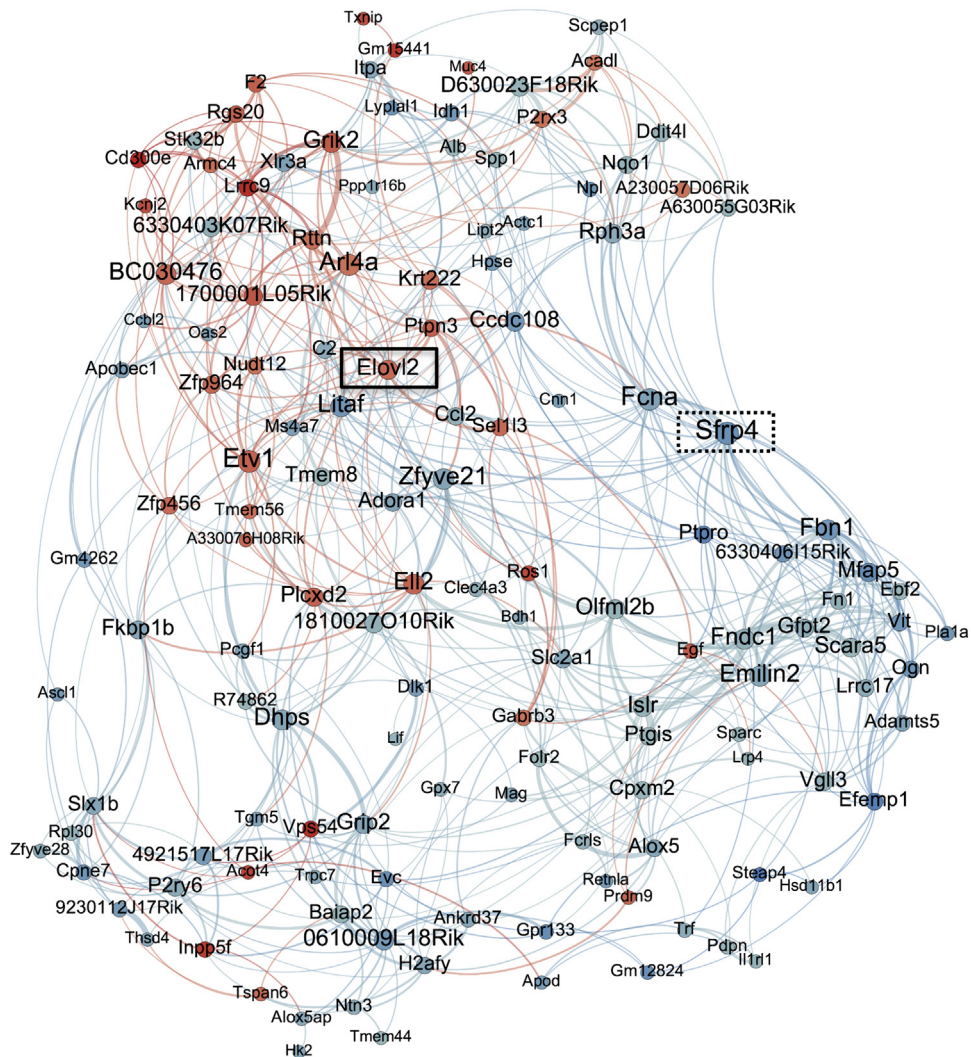 Txnip
Scpep1
Gm15441
Itpa
Muc4
Acadl
F2
D630023F18Rik
Rgs20
Lyplal1
Idh1
P2rx3
Stk32b
Grik2
Ddit4l
Cd300e
Armc4
Xlr3a
Alb
Spp1
Nqo1
Lrrc9
Ppp1r16b
Npl
A230057D06Rik
Kcnj2
A630055G03Rik
6330403K07Rik
Rttn
Lipt2
Actc1
Rph3a
Arl4a
Hpse
BC030476
Krt222
1700001L05Rik
Ccbl2
Oas2
Ptpn3
Ccdc108
C2
Apobec1
Nudt12
Elovl2
Zfp964
Litaf
Cnn1
Fcna
Ms4a7
Ccl2
Sel1l3
Sfrp4
Etv1
Tmem8
Zfyve21
Zfp456
Adora1
Tmem56
Ptpro
Fbn1
A330076H08Rik
6330406I15Rik
Gm4262
Ros1
Mfap5
Plcxd2
Ell2
Clec4a3
Ebf2
Olfml2b
Fn1
1810027O10Rik
Bdh1
Fkbp1b
Fndc1
Gfpt2
Vit
Pla1a
Pcgf1
Slc2a1
Egf
Scara5
Emilin2
Ogn
Ascl1
R74862
Dlk1
Lrrc17
Dhps
Gabrb3
Islr
Adamts5
Lif
Ptgis
Sparc
Folr2
Lrp4
Slx1b
Gpx7
Mag
Cpxm2
Vgll3
Efemp1
Tgm5
Vps54
Grip2
Rpl30
Zfyve28
4921517L17Rik
Fcrls
Alox5
Cpne7
Acot4
Trpc7
Evc
Steap4
P2ry6
Retnla
Hsd11b1
Prdm9
9230112J17Rik
Baiap2
Ankrd37
Thsd4
Inpp5f
0610009L18Rik
Gpr133
Trf
Pdpn
H2afy
Il1rl1
Apod
Gm12824
Tspan6
Ntn3
Alox5ap
Tmem44
Hk2